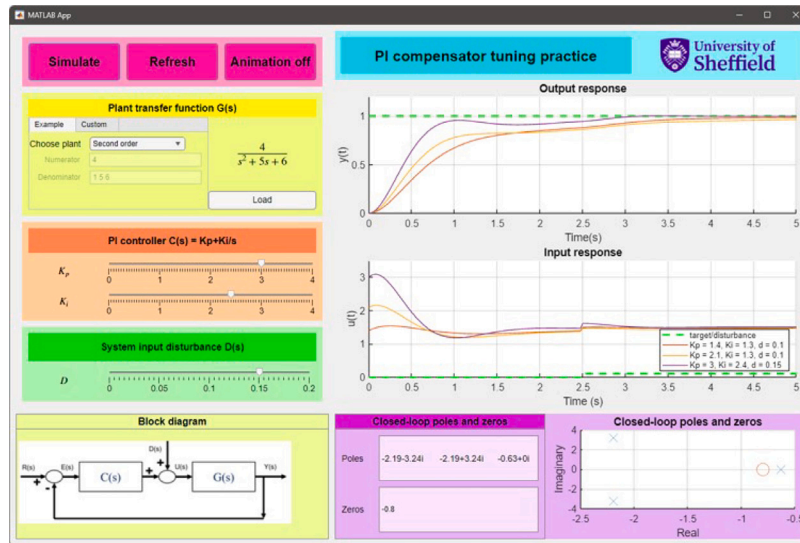 MATLAB App
Simulate Refresh Animation off
PI compensator tuning practice
University of
Sheffield
Plant transfer function G(s)
Example Custom
Choose plant Second order
Numerator 4
Denominator 1 5 6
4
s² + 5s + 6
Load
PI controller C(s) = Kp+Ki/s
Kp
0 1 2 3 4
Ki
0 1 2 3 4
System input disturbance D(s)
D
0 0.05 0.1 0.15 0.2
Output response
y(t)
1
0.5
0
0 0.5 1 1.5 2 2.5 3 3.5 4 4.5 5
Time(s)
Input response
u(t)
3
2
1
0
target/disturbance
Kp = 1.4, Ki = 1.3, d = 0.1
Kp = 2.1, Ki = 1.3, d = 0.1
Kp = 3, Ki = 2.4, d = 0.15
0 0.5 1 1.5 2 2.5 3 3.5 4 4.5 5
Time (s)
Block diagram
R(s) E(s) C(s) D(s) U(s) G(s) Y(s)
+ - + +
Closed-loop poles and zeros
Poles -2.19-3.24i -2.19+3.24i -0.63+0i
Zeros -0.8
Closed-loop poles and zeros
Imaginary
4
2
0
-2
-4
-2.5 -2 -1.5 -1 -0.5
Real